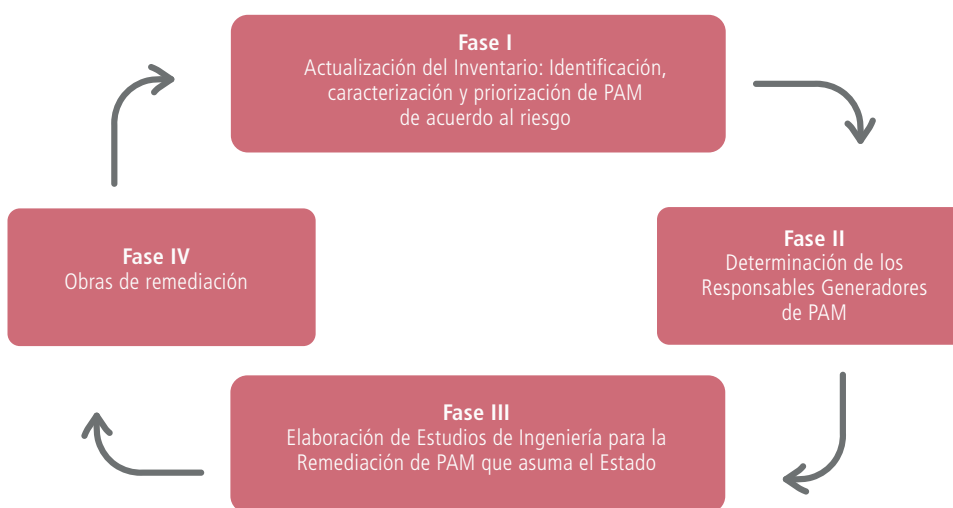 Fase I
Actualización del Inventario: Identificación,
caracterización y priorización de PAM
de acuerdo al riesgo
Fase II
Determinación de los
Responsables Generadores
de PAM
Fase III
Elaboración de Estudios de Ingeniería para la
Remediación de PAM que asuma el Estado
Fase IV
Obras de remediación